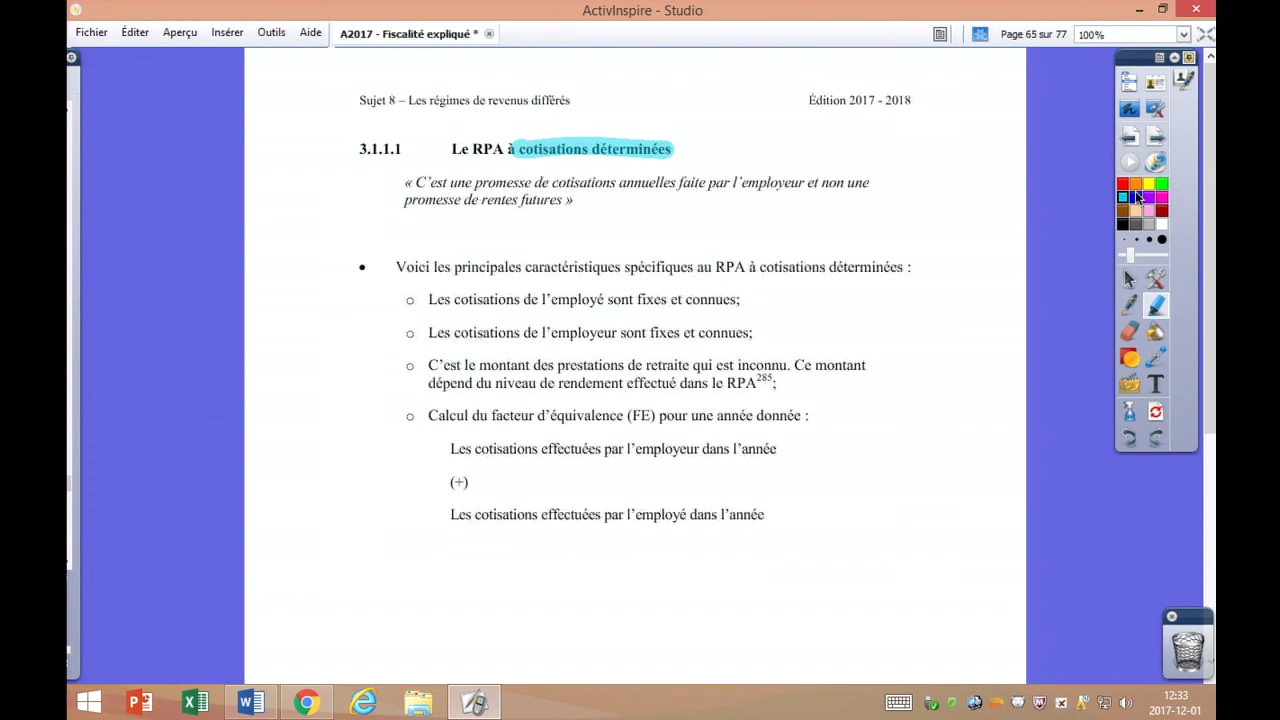 ActivInspire - Studio
Fichier Éditer Aperçu Insérer Outils Aide
A2017 - Fiscalité expliqué *
Page 65 sur 77
100%
Sujet 8 – Les régimes de revenus différés
Édition 2017 - 2018
3.1.1.1 Le RPA à cotisations déterminées
« C’est une promesse de cotisations annuelles faite par l’employeur et non une
promesse de rentes futures »
• Voici les principales caractéristiques spécifiques au RPA à cotisations déterminées :
o Les cotisations de l’employé sont fixes et connues;
o Les cotisations de l’employeur sont fixes et connues;
o C’est le montant des prestations de retraite qui est inconnu. Ce montant
dépend du niveau de rendement effectué dans le RPA285;
o Calcul du facteur d’équivalence (FE) pour une année donnée :
Les cotisations effectuées par l’employeur dans l’année
(+)
Les cotisations effectuées par l’employé dans l’année
12:33
2017-12-01